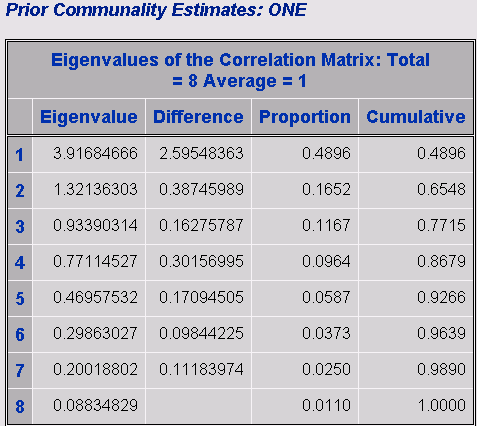 Prior Communality Estimates: ONE
Eigenvalues of the Correlation Matrix: Total
= 8 Average = 1
Eigenvalue Difference Proportion Cumulative
1 3.91684666 2.59548363 0.4896 0.4896
2 1.32136303 0.38745989 0.1652 0.6548
3 0.93390314 0.16275787 0.1167 0.7715
4 0.77114527 0.30156995 0.0964 0.8679
5 0.46957532 0.17094505 0.0587 0.9266
6 0.29863027 0.09844225 0.0373 0.9639
7 0.20018802 0.11183974 0.0250 0.9890
8 0.08834829 0.0110 1.0000